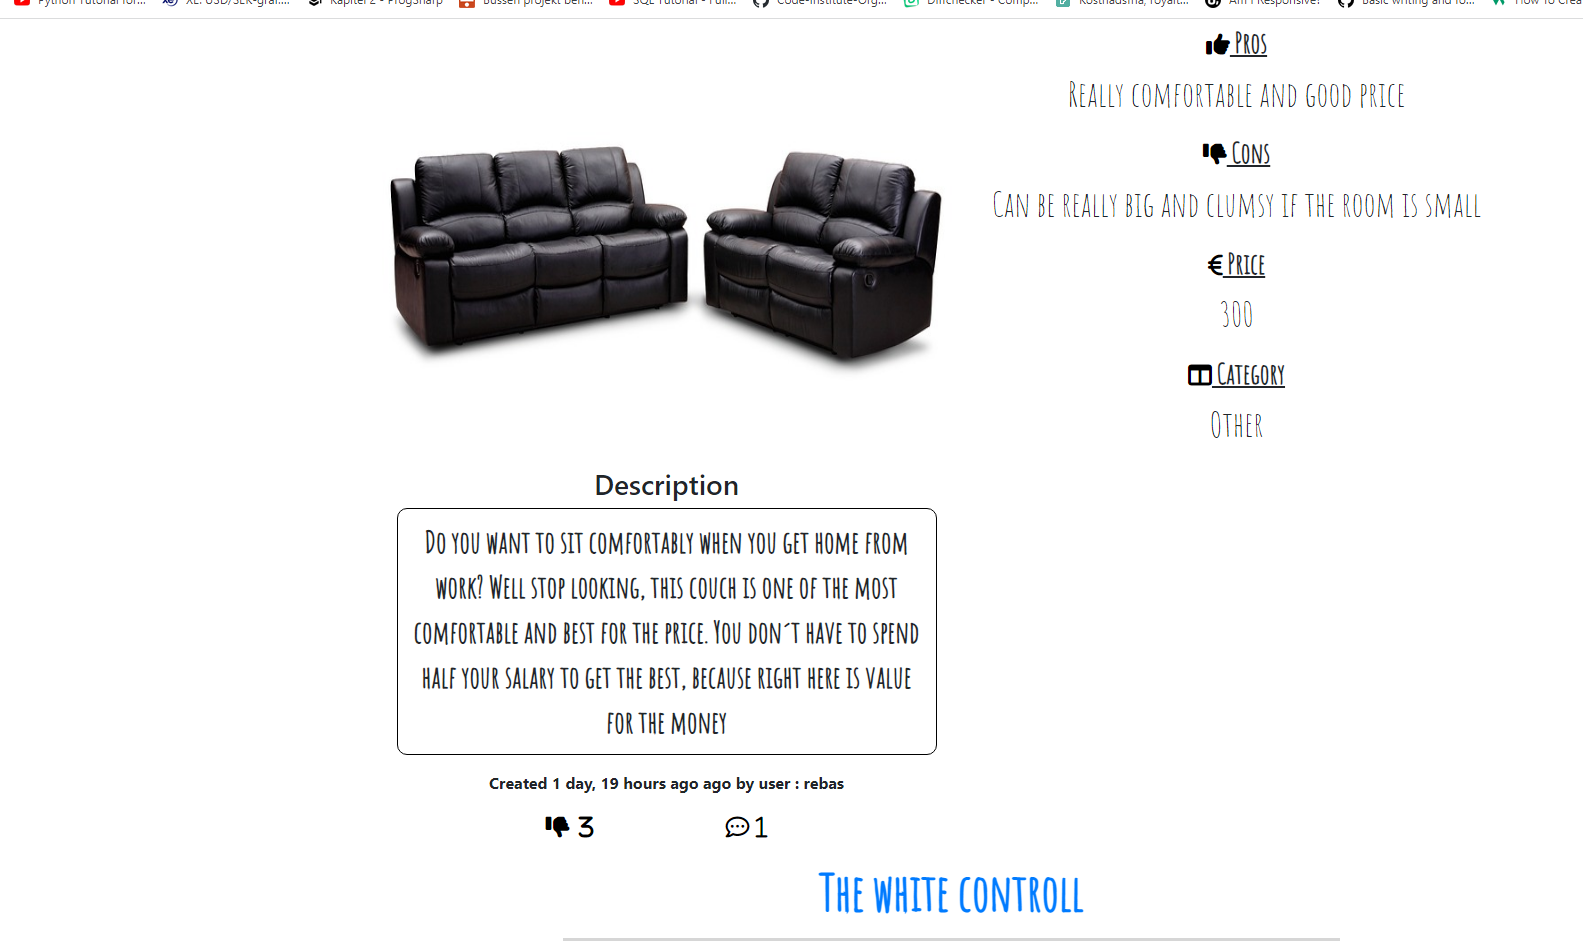 Python Tutorial for...
XE: USD/SEK-graf....
Kapitel 2 - ProgSharp
Bussen projekt ben...
SQL Tutorial - Full...
Code-Institute-Org...
Diffchecker - Comp...
Kostnadsfria, royalt...
Am I Responsive?
Basic writing and fo...
How To Crea
Pros
Really comfortable and good price
Cons
Can be really big and clumsy if the room is small
€ Price
300
Category
Other
Description
Do you want to sit comfortably when you get home from
work? Well stop looking, this couch is one of the most
comfortable and best for the price. You don´t have to spend
half your salary to get the best, because right here is value
for the money
Created 1 day, 19 hours ago ago by user : rebas
3
1
The white controll